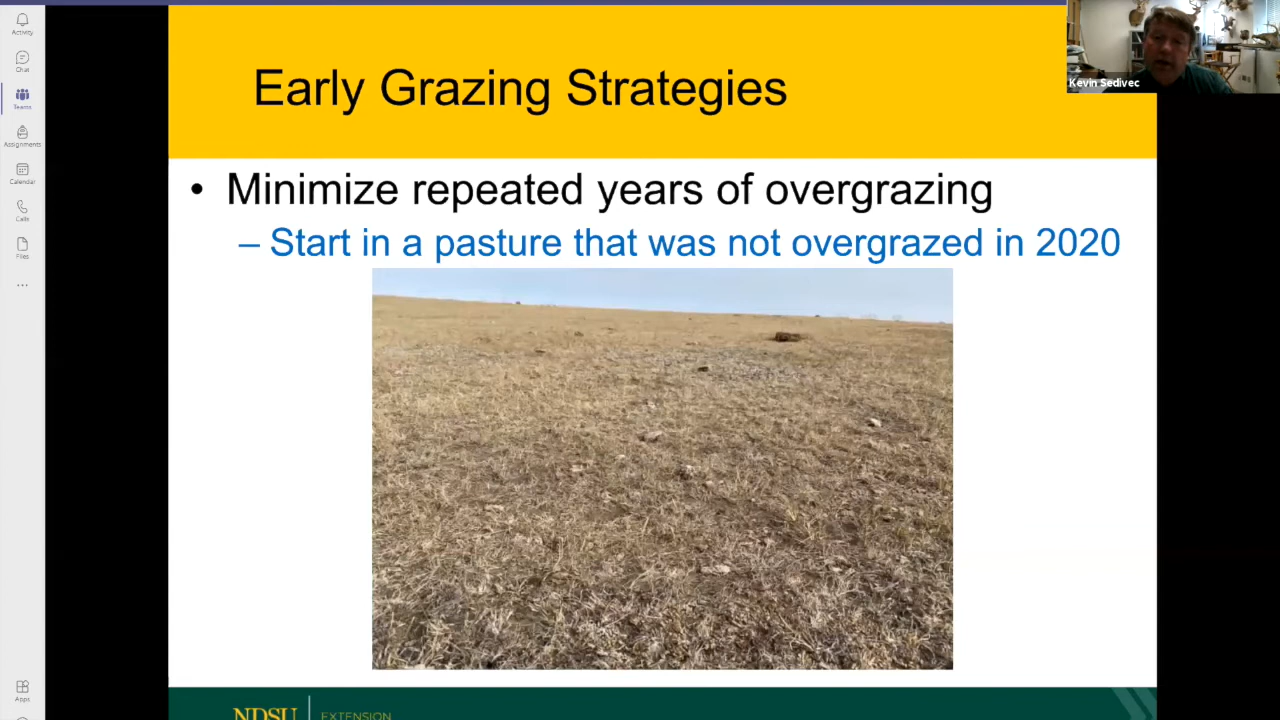 Activity
Chat
Teams
Assignments
Calendar
Calls
Files
Apps
Kevin Sedivec
Early Grazing Strategies
• Minimize repeated years of overgrazing
– Start in a pasture that was not overgrazed in 2020
NDSU EXTENSION